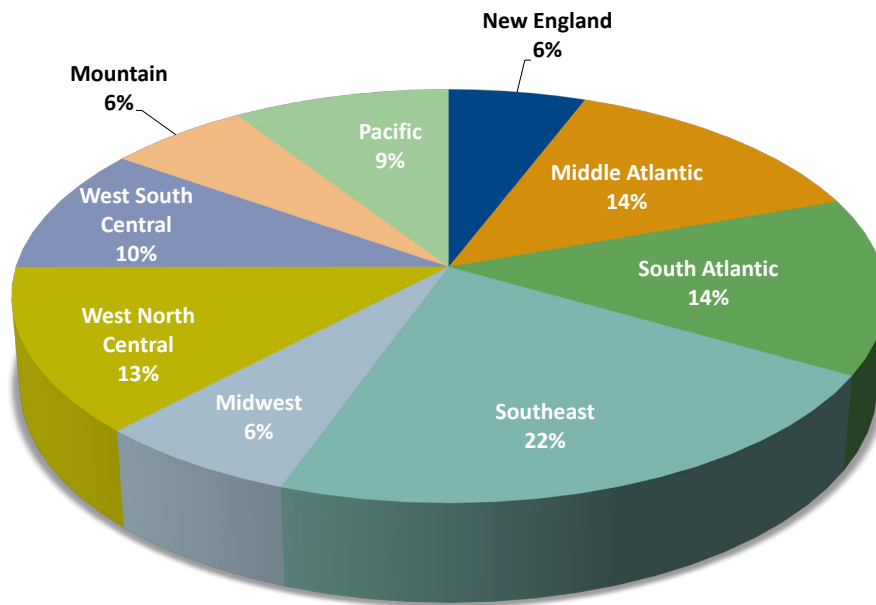 New England
6%
Middle Atlantic
14%
South Atlantic
14%
Southeast
22%
Midwest
6%
West North
Central
13%
West South
Central
10%
Mountain
6%
Pacific
9%